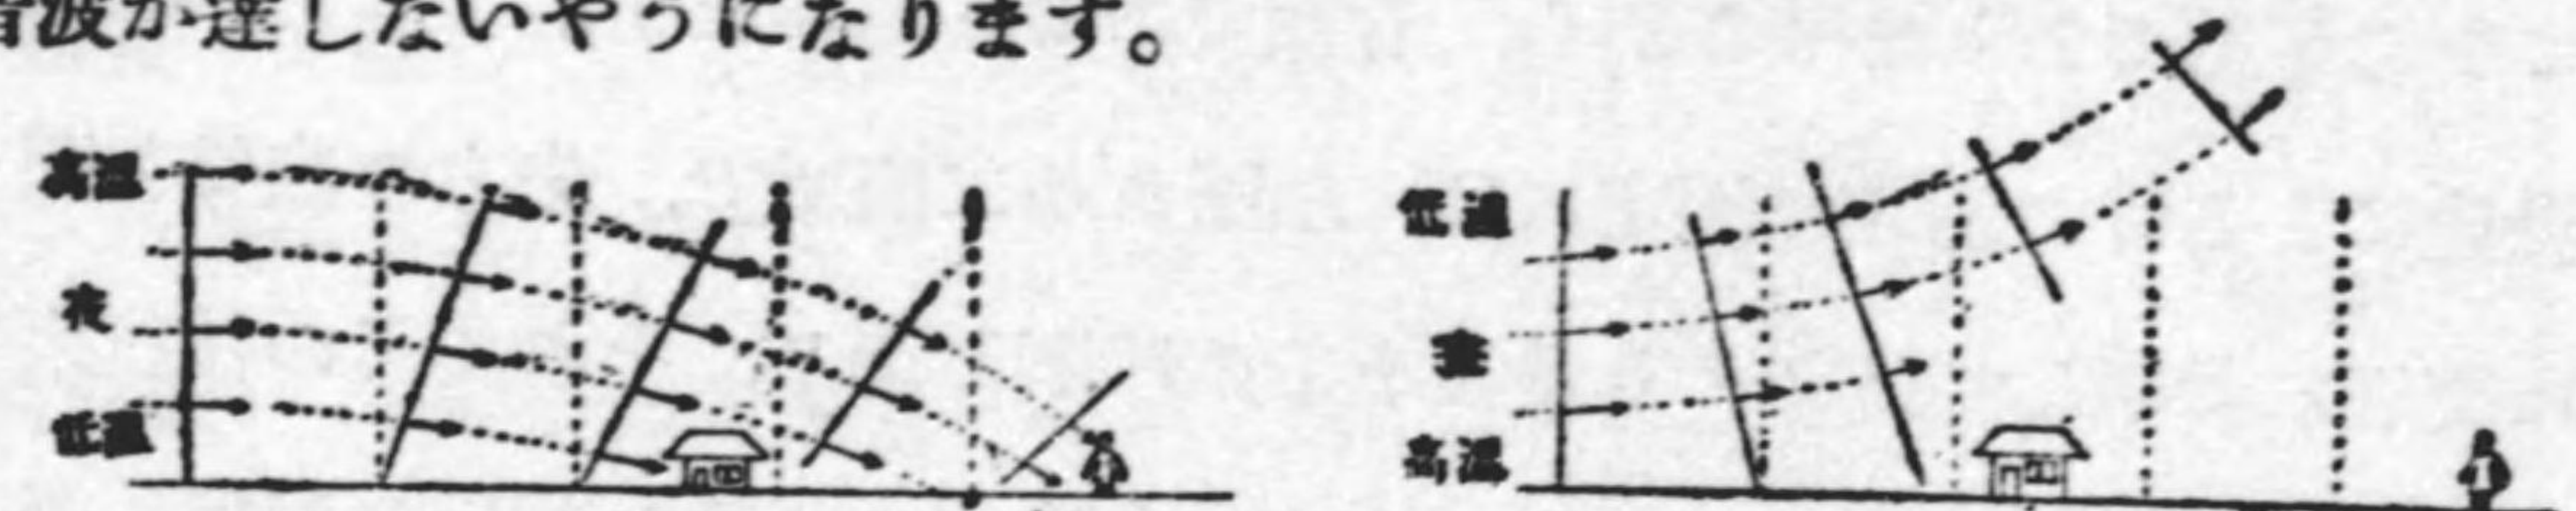 音波が達しないやうになります。
高温
夜
低温
低温
昼
高温